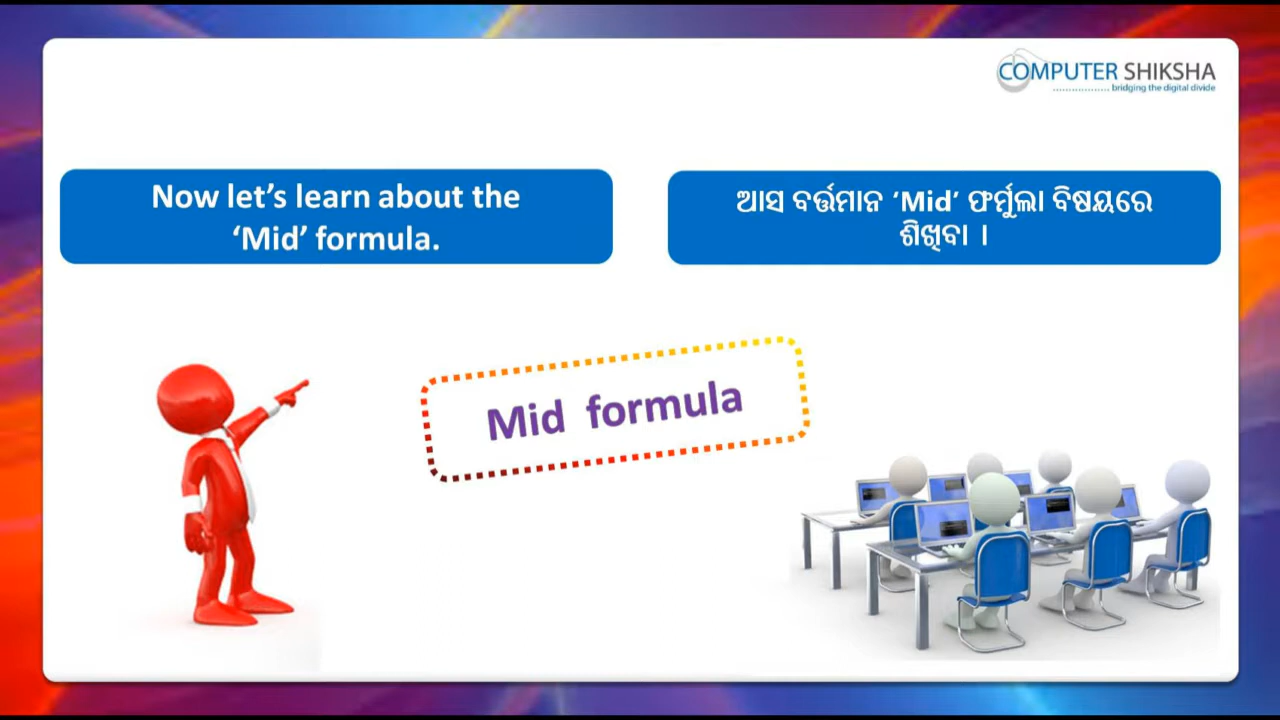 COMPUTER SHIKSHA
bridging the digital divide
Now let's learn about the
'Mid' formula.
ଆସ ବର୍ତ୍ତମାନ ‘Mid’ ଫର୍ମୁଲା ବିଷୟରେ
ଶିଖିବା ।
Mid formula